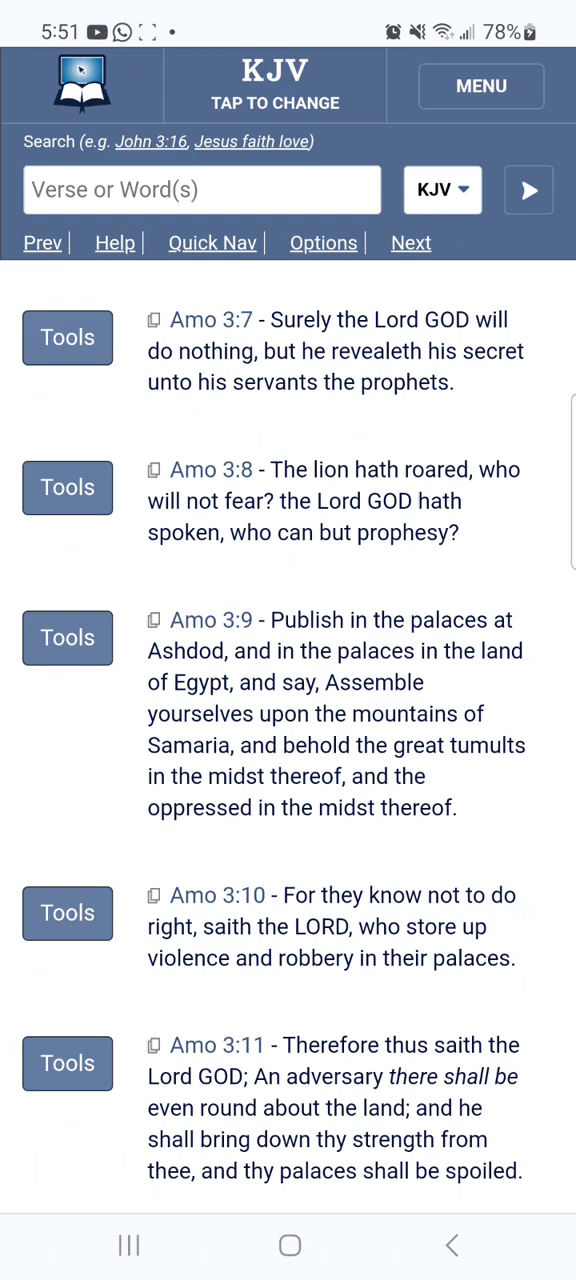 5:51 78%
KJV
TAP TO CHANGE
MENU
Search (e.g. John 3:16, Jesus faith love)
Verse or Word(s)
KJV
Prev | Help | Quick Nav | Options | Next
Tools
Amo 3:7 - Surely the Lord GOD will
do nothing, but he revealeth his secret
unto his servants the prophets.
Tools
Amo 3:8 - The lion hath roared, who
will not fear? the Lord GOD hath
spoken, who can but prophesy?
Tools
Amo 3:9 - Publish in the palaces at
Ashdod, and in the palaces in the land
of Egypt, and say, Assemble
yourselves upon the mountains of
Samaria, and behold the great tumults
in the midst thereof, and the
oppressed in the midst thereof.
Tools
Amo 3:10 - For they know not to do
right, saith the LORD, who store up
violence and robbery in their palaces.
Tools
Amo 3:11 - Therefore thus saith the
Lord GOD; An adversary there shall be
even round about the land; and he
shall bring down thy strength from
thee, and thy palaces shall be spoiled.